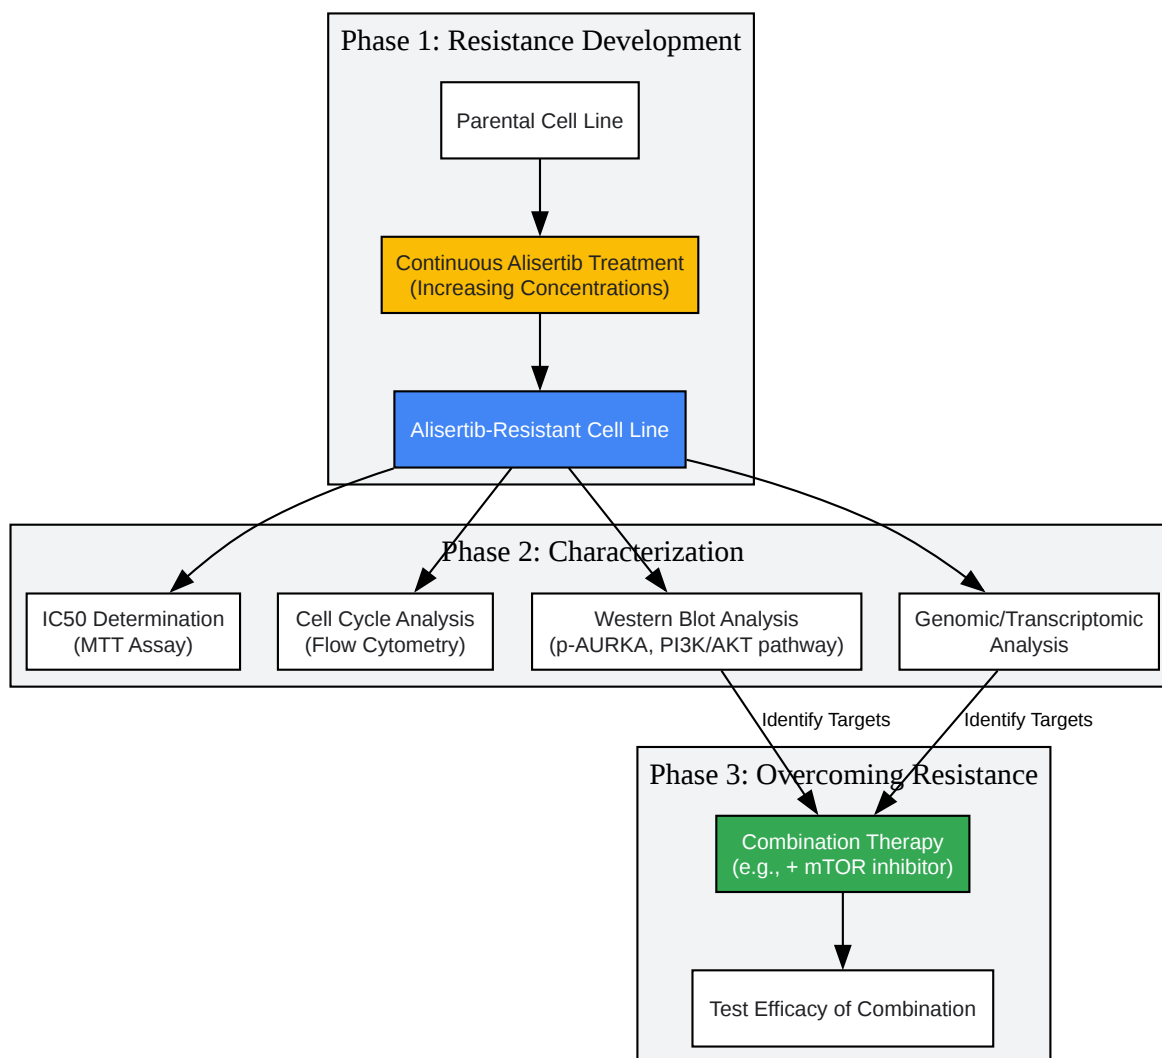 Phase 1: Resistance Development
Parental Cell Line
Continuous Alisertib Treatment
(Increasing Concentrations)
Alisertib-Resistant Cell Line
Phase 2: Characterization
IC50 Determination
(MTT Assay)
Cell Cycle Analysis
(Flow Cytometry)
Western Blot Analysis
(p-AURKA, PI3K/AKT pathway)
Genomic/Transcriptomic
Analysis
Identify Targets
Identify Targets
Phase 3: Overcoming Resistance
Combination Therapy
(e.g., + mTOR inhibitor)
Test Efficacy of Combination